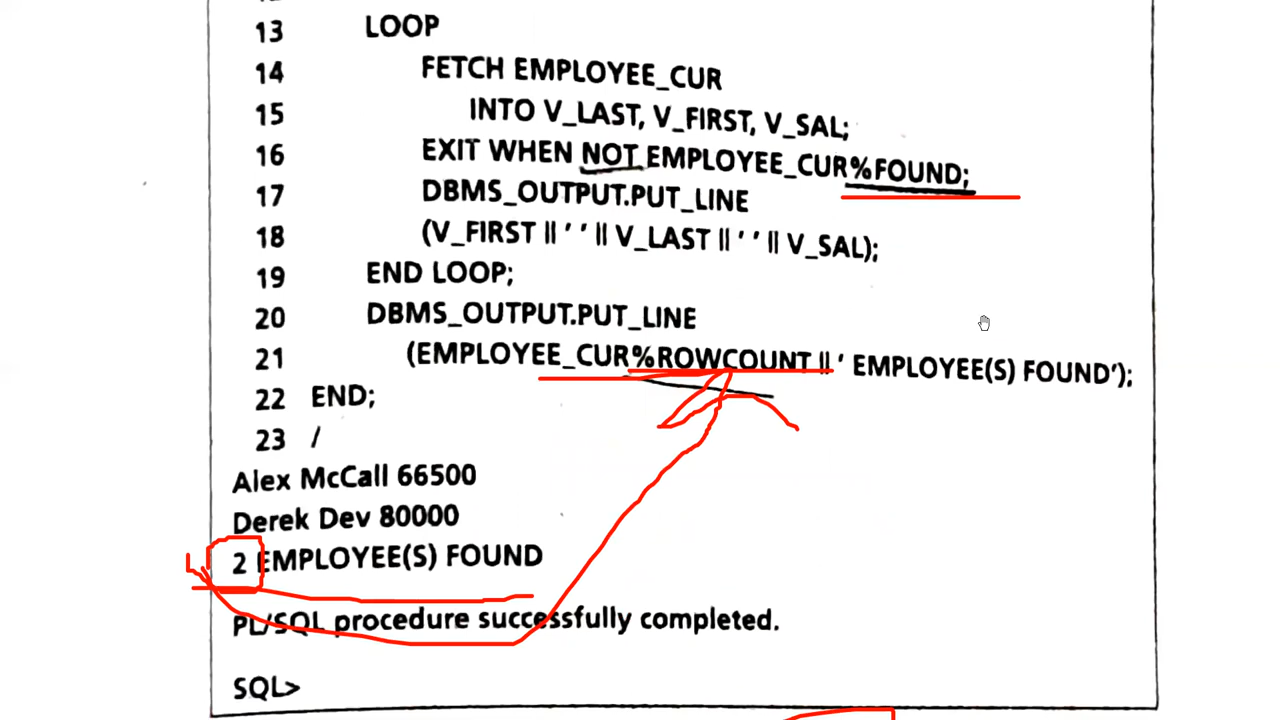 13 LOOP
14 FETCH EMPLOYEE_CUR
15 INTO V_LAST, V_FIRST, V_SAL;
16 EXIT WHEN NOT EMPLOYEE_CUR%FOUND;
17 DBMS_OUTPUT.PUT_LINE
18 (V_FIRST || ' ' || V_LAST || ' ' || V_SAL);
19 END LOOP;
20 DBMS_OUTPUT.PUT_LINE
21 (EMPLOYEE_CUR%ROWCOUNT || ' EMPLOYEE(S) FOUND');
22 END;
23 /
Alex McCall 66500
Derek Dev 80000
2 EMPLOYEE(S) FOUND
PL/SQL procedure successfully completed.
SQL>